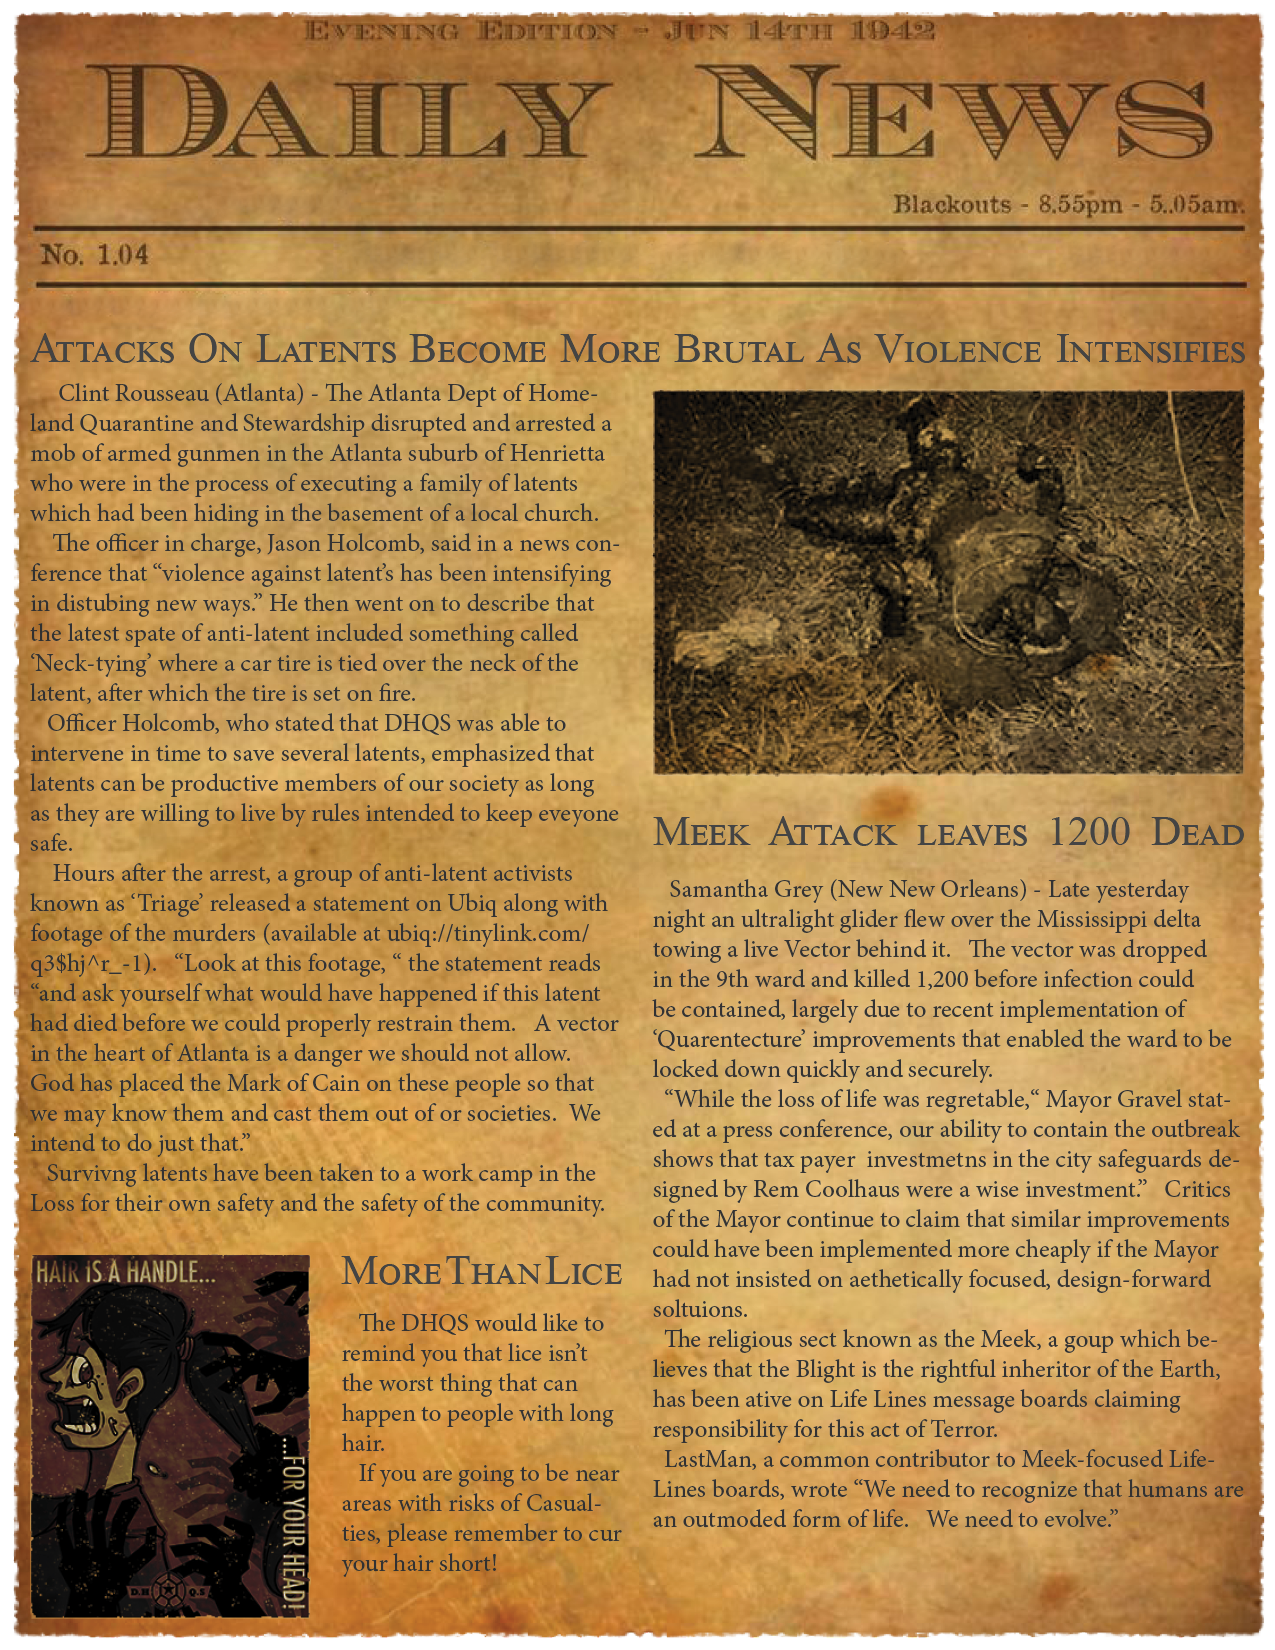 Evening Edition - Jun 14th 1942
Daily News
Blackouts - 8.55pm - 5..05am.
No. 1.04
Attacks On Latents Become More Brutal As Violence Intensifies
Clint Rousseau (Atlanta) - The Atlanta Dept of Home-
land Quarantine and Stewardship disrupted and arrested a
mob of armed gunmen in the Atlanta suburb of Henrietta
who were in the process of executing a family of latents
which had been hiding in the basement of a local church.
The officer in charge, Jason Holcomb, said in a news con-
ference that “violence against latent’s has been intensifying
in distubing new ways.” He then went on to describe that
the latest spate of anti-latent included something called
‘Neck-tying’ where a car tire is tied over the neck of the
latent, after which the tire is set on fire.
Officer Holcomb, who stated that DHQS was able to
intervene in time to save several latents, emphasized that
latents can be productive members of our society as long
as they are willing to live by rules intended to keep eveyone
safe.
Hours after the arrest, a group of anti-latent activists
known as ‘Triage’ released a statement on Ubiq along with
footage of the murders (available at ubiq://tinylink.com/
q3$hj^r_-1). “Look at this footage, “ the statement reads
“and ask yourself what would have happened if this latent
had died before we could properly restrain them. A vector
in the heart of Atlanta is a danger we should not allow.
God has placed the Mark of Cain on these people so that
we may know them and cast them out of or societies. We
intend to do just that.”
Survivng latents have been taken to a work camp in the
Loss for their own safety and the safety of the community.
HAIR IS A HANDLE...
...FOR YOUR HEAD!
D.H Q.S
More Than Lice
The DHQS would like to
remind you that lice isn’t
the worst thing that can
happen to people with long
hair.
If you are going to be near
areas with risks of Casual-
ties, please remember to cur
your hair short!
Meek Attack leaves 1200 Dead
Samantha Grey (New New Orleans) - Late yesterday
night an ultralight glider flew over the Mississippi delta
towing a live Vector behind it. The vector was dropped
in the 9th ward and killed 1,200 before infection could
be contained, largely due to recent implementation of
‘Quarentecture’ improvements that enabled the ward to be
locked down quickly and securely.
“While the loss of life was regretable,“ Mayor Gravel stat-
ed at a press conference, our ability to contain the outbreak
shows that tax payer investmetns in the city safeguards de-
signed by Rem Coolhaus were a wise investment.” Critics
of the Mayor continue to claim that similar improvements
could have been implemented more cheaply if the Mayor
had not insisted on aethetically focused, design-forward
soltuions.
The religious sect known as the Meek, a goup which be-
lieves that the Blight is the rightful inheritor of the Earth,
has been ative on Life Lines message boards claiming
responsibility for this act of Terror.
LastMan, a common contributor to Meek-focused Life-
Lines boards, wrote “We need to recognize that humans are
an outmoded form of life. We need to evolve.”